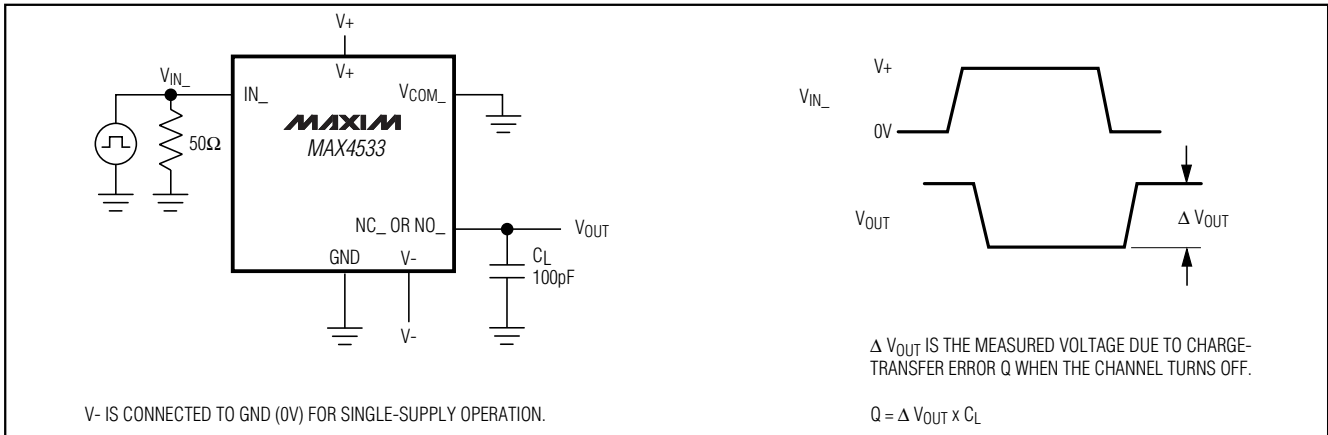 V+
V+
V_IN_
IN_
V_COM_
50Ω
MAXIM
MAX4533
NC_ OR NO_
V_OUT
GND
V-
C_L
100pF
V-
V- IS CONNECTED TO GND (0V) FOR SINGLE-SUPPLY OPERATION.
V+
V_IN_
0V
V_OUT
Δ V_OUT
Δ V_OUT IS THE MEASURED VOLTAGE DUE TO CHARGE-
TRANSFER ERROR Q WHEN THE CHANNEL TURNS OFF.
Q = Δ V_OUT x C_L